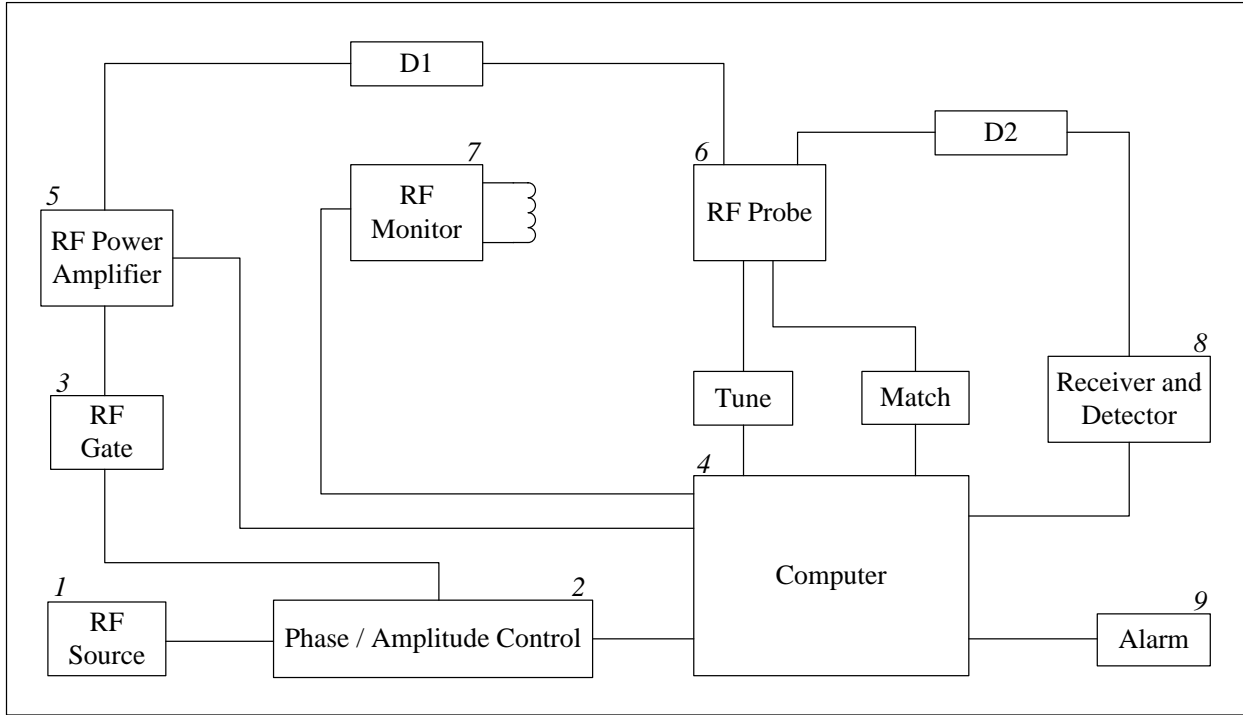 D1
D2
7
RF
Monitor
6
RF Probe
5
RF Power
Amplifier
8
Receiver and
Detector
3
RF
Gate
Tune
Match
4
Computer
1
RF
Source
2
Phase / Amplitude Control
9
Alarm